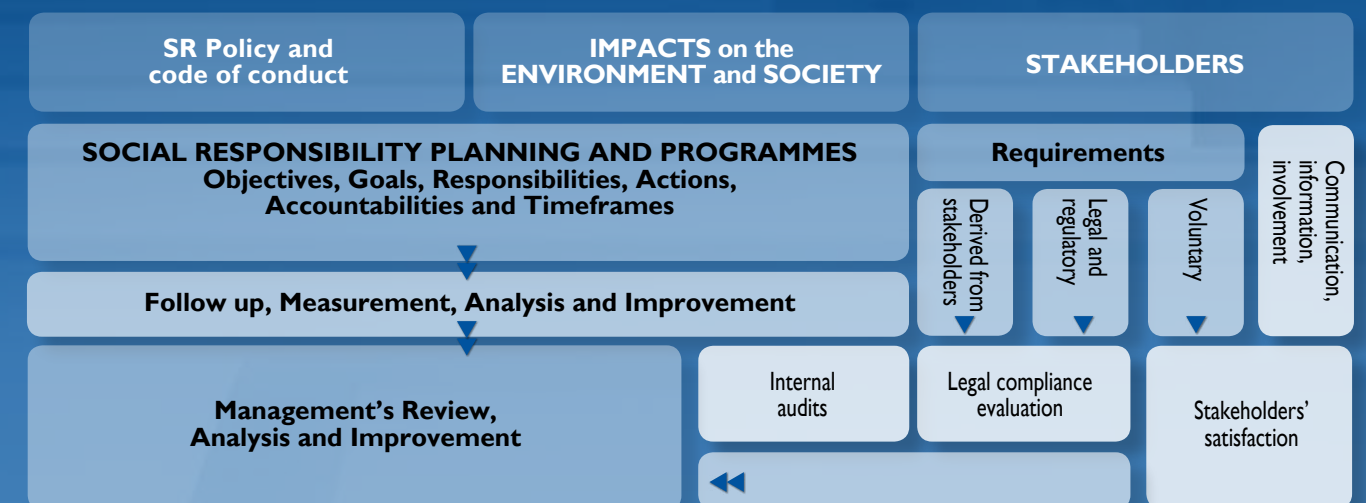 SR Policy and
code of conduct
IMPACTS on the
ENVIRONMENT and SOCIETY
STAKEHOLDERS
SOCIAL RESPONSIBILITY PLANNING AND PROGRAMMES
Objectives, Goals, Responsibilities, Actions,
Accountabilities and Timeframes
Requirements
Derived from
stakeholders
Legal and
regulatory
Voluntary
Communication,
information,
involvement
Follow up, Measurement, Analysis and Improvement
Management's Review,
Analysis and Improvement
Internal
audits
Legal compliance
evaluation
Stakeholders'
satisfaction